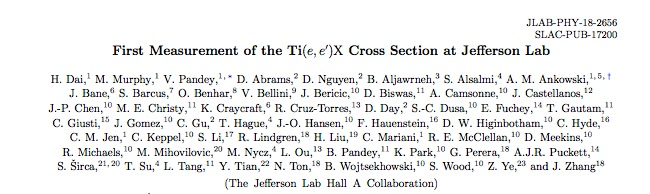 JLAB-PHY-18-2656
SLAC-PUB-17200
First Measurement of the Ti(e, e′)X Cross Section at Jefferson Lab
H. Dai,¹ M. Murphy,¹ V. Pandey,¹,* D. Abrams,² D. Nguyen,² B. Aljawrneh,³ S. Alsalmi,⁴ A. M. Ankowski,¹,⁵,†
J. Bane,⁶ S. Barcus,⁷ O. Benhar,⁸ V. Bellini,⁹ J. Bericic,¹⁰ D. Biswas,¹¹ A. Camsonne,¹⁰ J. Castellanos,¹²
J.-P. Chen,¹⁰ M. E. Christy,¹¹ K. Craycraft,⁶ R. Cruz-Torres,¹³ D. Day,² S.-C. Dusa,¹⁰ E. Fuchey,¹⁴ T. Gautam,¹¹
C. Giusti,¹⁵ J. Gomez,¹⁰ C. Gu,² T. Hague,⁴ J.-O. Hansen,¹⁰ F. Hauenstein,¹⁶ D. W. Higinbotham,¹⁰ C. Hyde,¹⁶
C. M. Jen,¹ C. Keppel,¹⁰ S. Li,¹⁷ R. Lindgren,¹⁸ H. Liu,¹⁹ C. Mariani,¹ R. E. McClellan,¹⁰ D. Meekins,¹⁰
R. Michaels,¹⁰ M. Mihovilovic,²⁰ M. Nycz,⁴ L. Ou,¹³ B. Pandey,¹¹ K. Park,¹⁰ G. Perera,¹⁸ A.J.R. Puckett,¹⁴
S. Širca,²¹,²⁰ T. Su,⁴ L. Tang,¹¹ Y. Tian,²² N. Ton,¹⁸ B. Wojtsekhowski,¹⁰ S. Wood,¹⁰ Z. Ye,²³ and J. Zhang¹⁸
(The Jefferson Lab Hall A Collaboration)